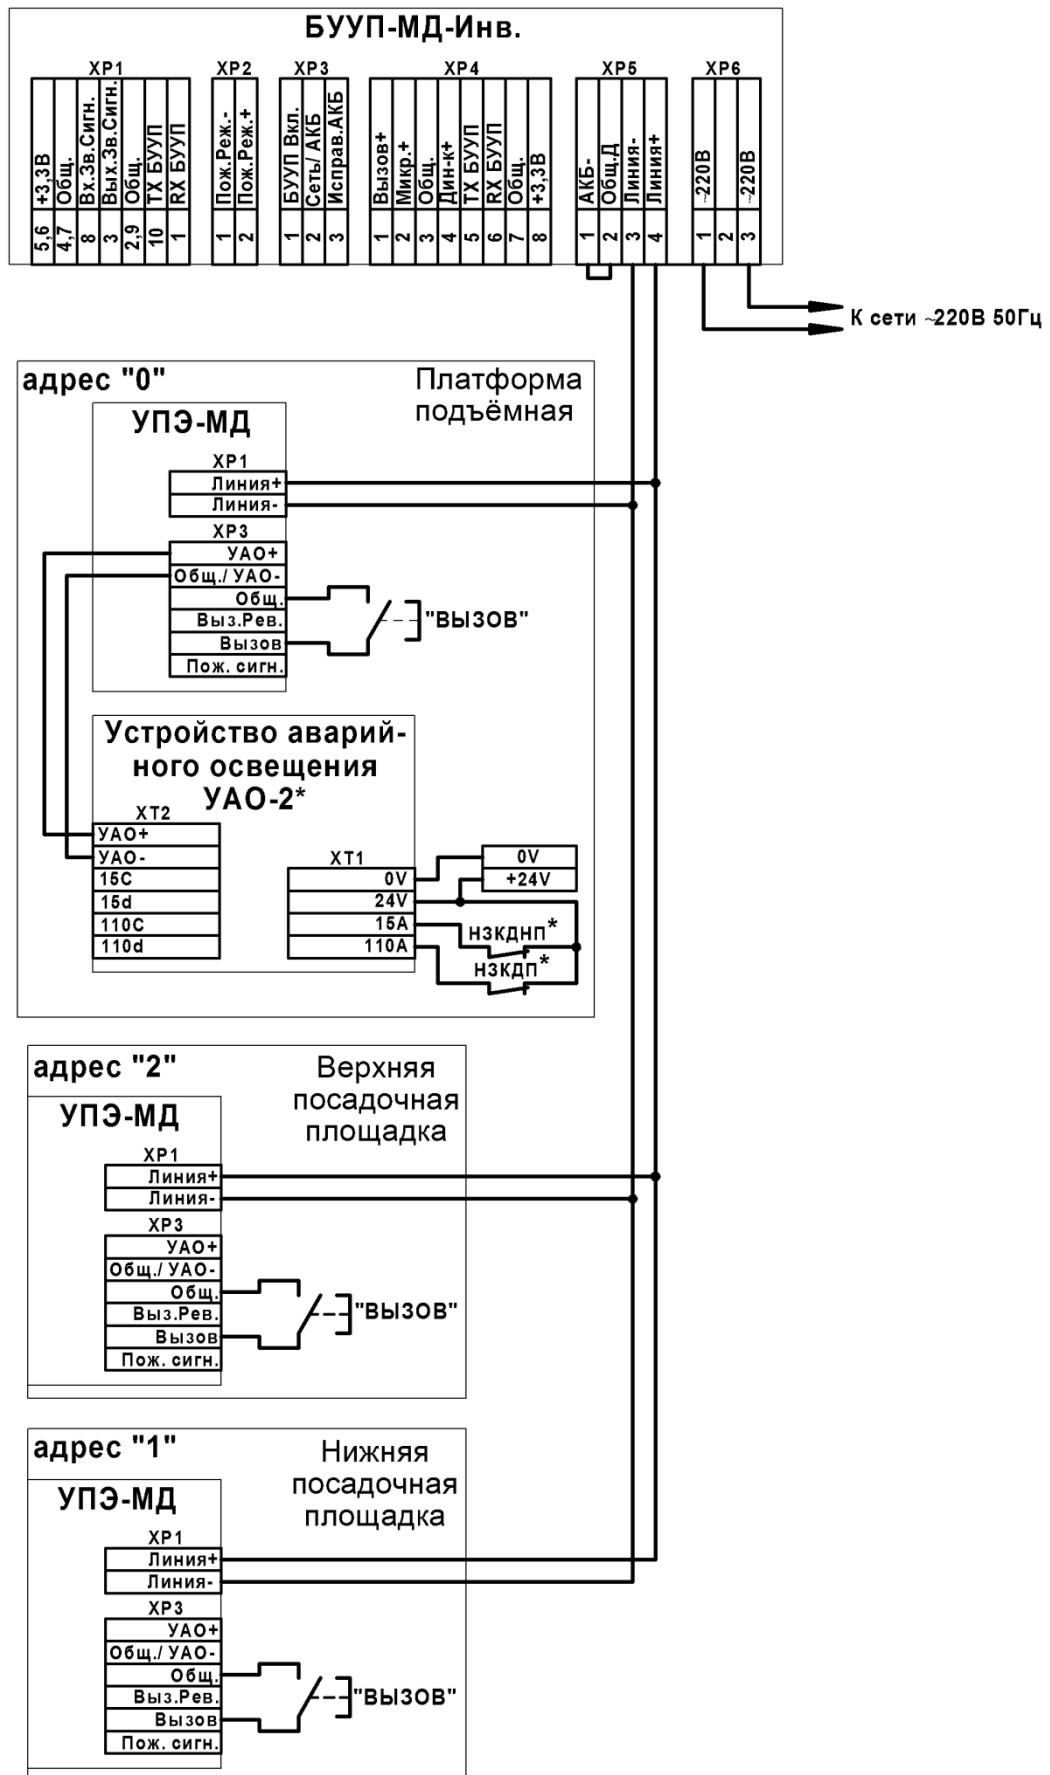 БУУП-МД-Инв.
XP1
5,6 +3,3В
4,7 Общ.
8 Вх.Зв.Сигн.
3 Вых.Зв.Сигн.
2,9 Общ.
10 TX БУУП
1 RX БУУП
XP2
1 Пож.Реж.-
2 Пож.Реж.+
XP3
1 БУУП Вкл.
2 Сеть/ АКБ
3 Исправ.АКБ
XP4
1 Вызов+
2 Микр.+
3 Общ.
4 Дин-к+
5 TX БУУП
6 RX БУУП
7 Общ.
8 +3,3В
XP5
1 АКБ-
2 Общ.Д
3 Линия-
4 Линия+
XP6
1 ~220В
2
3 ~220В
К сети ~220В 50Гц
адрес "0"
Платформа
подъёмная
УПЭ-МД
XP1
Линия+
Линия-
XP3
УАО+
Общ./ УАО-
Общ.
Выз.Рев.
Вызов
Пож. сигн.
"ВЫЗОВ"
Устройство аварий-
ного освещения
УАО-2*
XT2
УАО+
УАО-
15C
15d
110C
110d
XT1
0V
24V
15A
110A
0V
+24V
НЗКДНП*
НЗКДП*
адрес "2"
Верхняя
посадочная
площадка
УПЭ-МД
XP1
Линия+
Линия-
XP3
УАО+
Общ./ УАО-
Общ.
Выз.Рев.
Вызов
Пож. сигн.
"ВЫЗОВ"
адрес "1"
Нижняя
посадочная
площадка
УПЭ-МД
XP1
Линия+
Линия-
XP3
УАО+
Общ./ УАО-
Общ.
Выз.Рев.
Вызов
Пож. сигн.
"ВЫЗОВ"